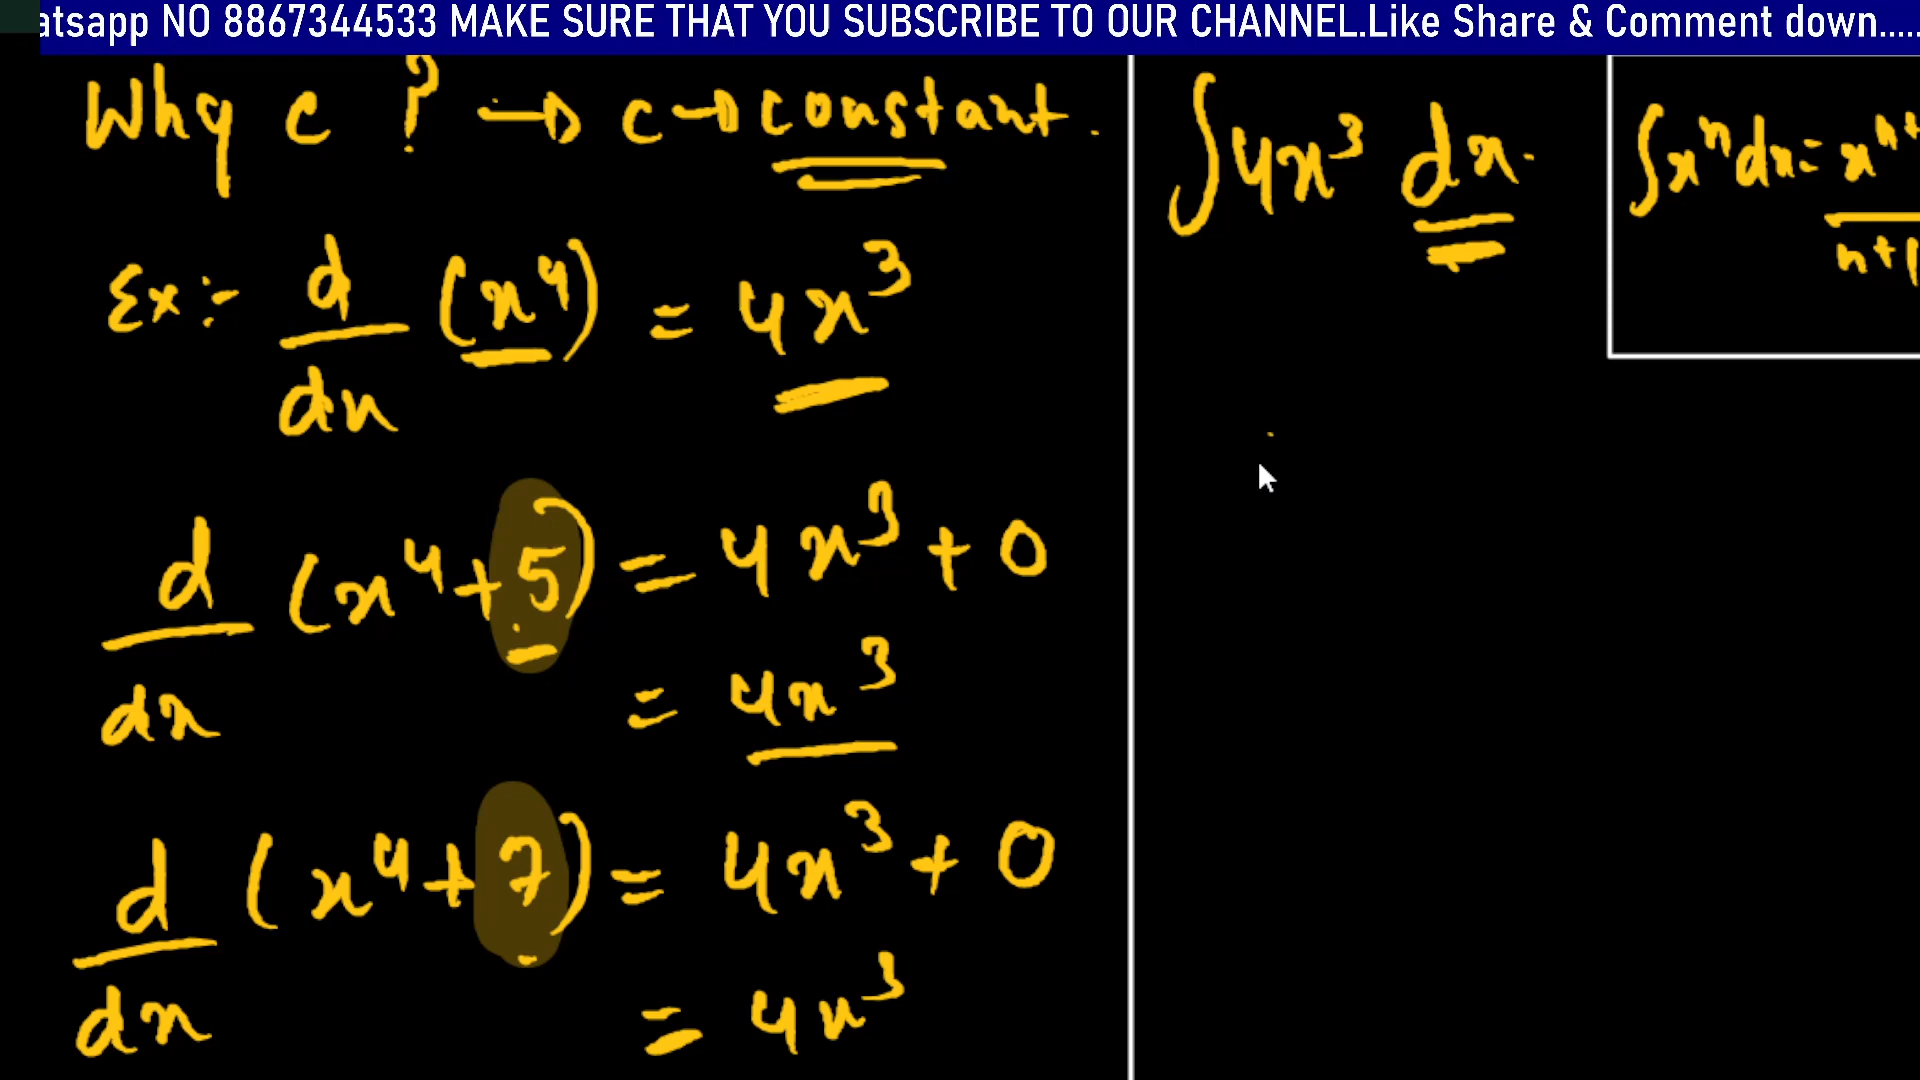 atsapp NO 8867344533 MAKE SURE THAT YOU SUBSCRIBE TO OUR CHANNEL.Like Share & Comment down.....
Why c ? → c → constant.
Ex:- d/dx (x⁴) = 4x³
d/dx (x⁴+5) = 4x³ + 0
= 4x³
d/dx (x⁴+7) = 4x³ + 0
= 4x³
∫4x³ dx.
∫xⁿdx = xⁿ⁺
n+1